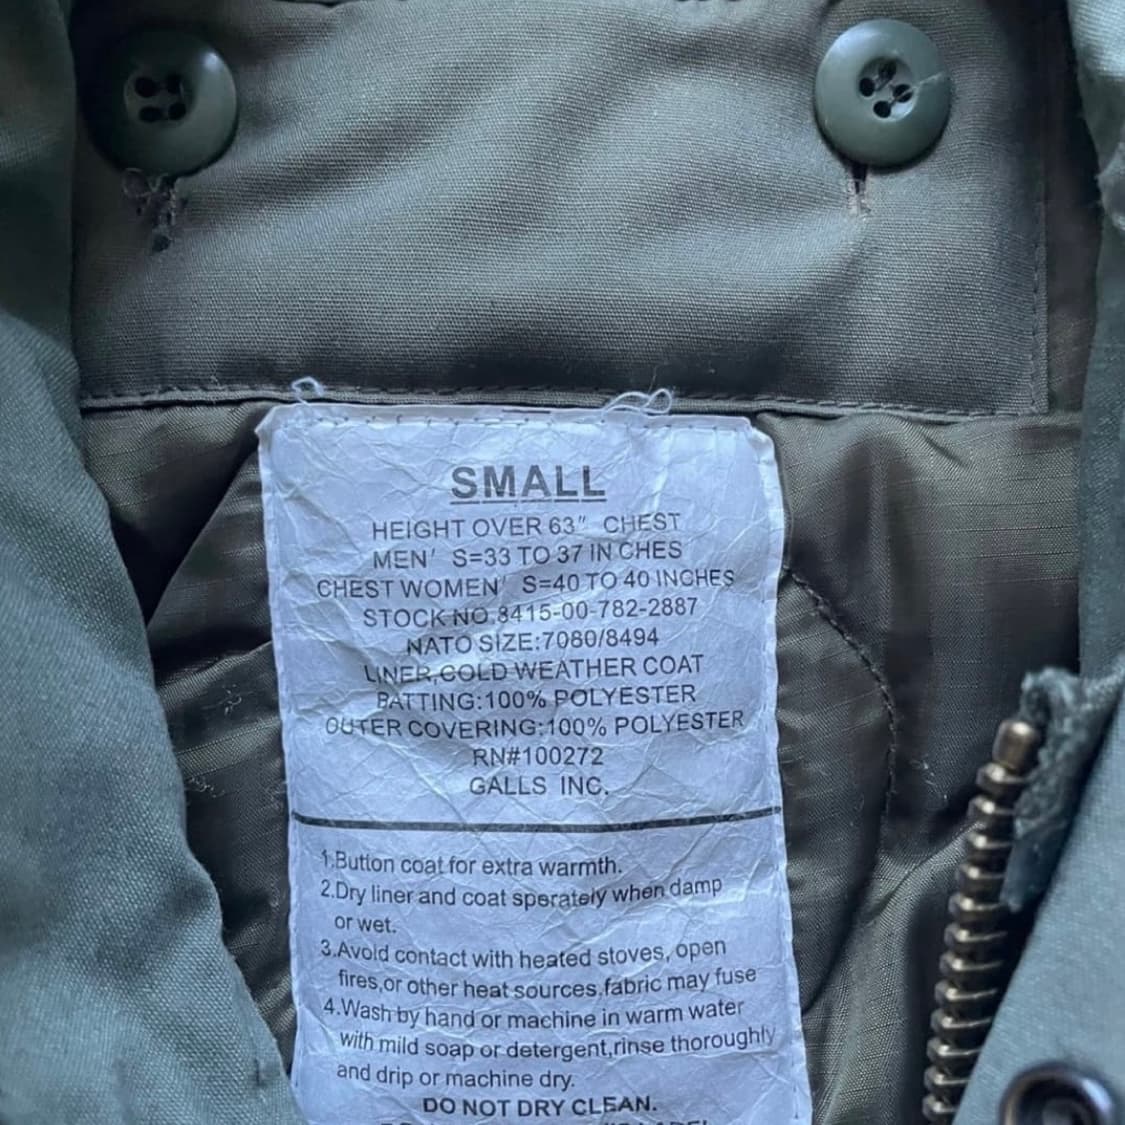 SMALL
HEIGHT OVER 63" CHEST
MEN' S=33 TO 37 IN CHES
CHEST WOMEN' S=40 TO 40 INCHES
STOCK NO.8415-00-782-2887
NATO SIZE:7080/8494
LINER,COLD WEATHER COAT
BATTING:100% POLYESTER
OUTER COVERING:100% POLYESTER
RN#100272
GALLS INC.
1.Button coat for extra warmth.
2.Dry liner and coat sperately when damp
or wet.
3.Avoid contact with heated stoves, open
fires,or other heat sources,fabric may fuse
4.Wash by hand or machine in warm water
with mild soap or detergent,rinse thoroughly
and drip or machine dry.
DO NOT DRY CLEAN.